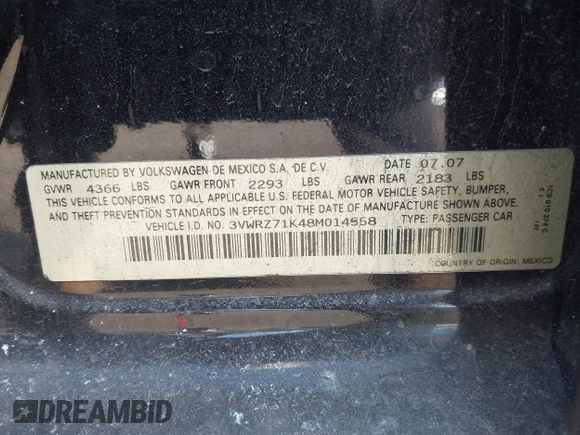 MANUFACTURED BY VOLKSWAGEN DE MEXICO S.A. DE C.V. DATE 07.07
GVWR 4366 LBS GAWR FRONT 2293 LBS GAWR REAR 2183 LBS
THIS VEHICLE CONFORMS TO ALL APPLICABLE U.S. FEDERAL MOTOR VEHICLE SAFETY, BUMPER,
AND THEFT PREVENTION STANDARDS IN EFFECT ON THE DATE OF MANUFACTURE SHOWN ABOVE.
VEHICLE I.D. NO. 3VWRZ71K48M014558 TYPE: PASSENGER CAR
COUNTRY OF ORIGIN: MEXICO
DREAMBID